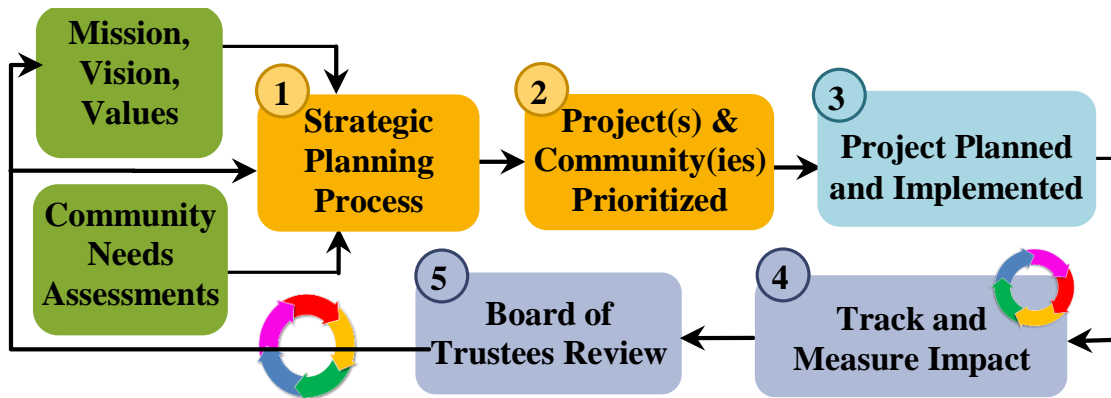 Mission,
Vision,
Values
1
Strategic
Planning
Process
2
Project(s) &
Community(ies)
Prioritized
3
Project Planned
and Implemented
Community
Needs
Assessments
5
Board of
Trustees Review
4
Track and
Measure Impact